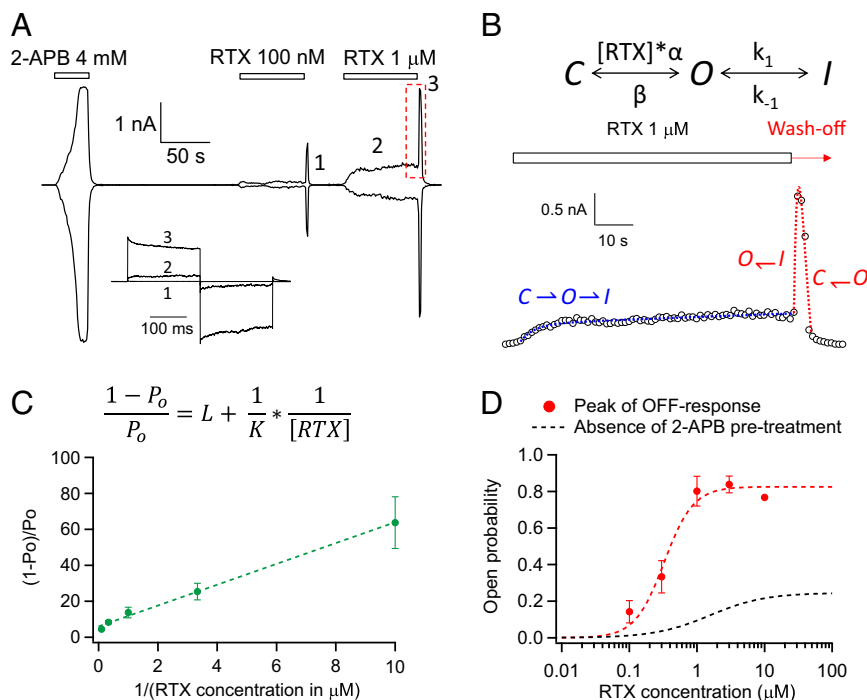 A
2-APB 4 mM
RTX 100 nM
RTX 1 μM
3
1 nA
50 s
2
1
3
2
1
100 ms
B
C [RTX]*α β O k1 k-1 I
RTX 1 μM
Wash-off
0.5 nA
10 s
O ↽ I
C ⇀ O ⇀ I
C ↽ O
C
(1 − Po)/Po = L + 1/K * 1/[RTX]
(1-Po)/Po
100
80
60
40
20
0
0 2 4 6 8 10
1/(RTX concentration in μM)
D
Peak of OFF-response
Absence of 2-APB pre-treatment
Open probability
1.0
0.8
0.6
0.4
0.2
0.0
0.01 0.1 1 10 100
RTX concentration (μM)